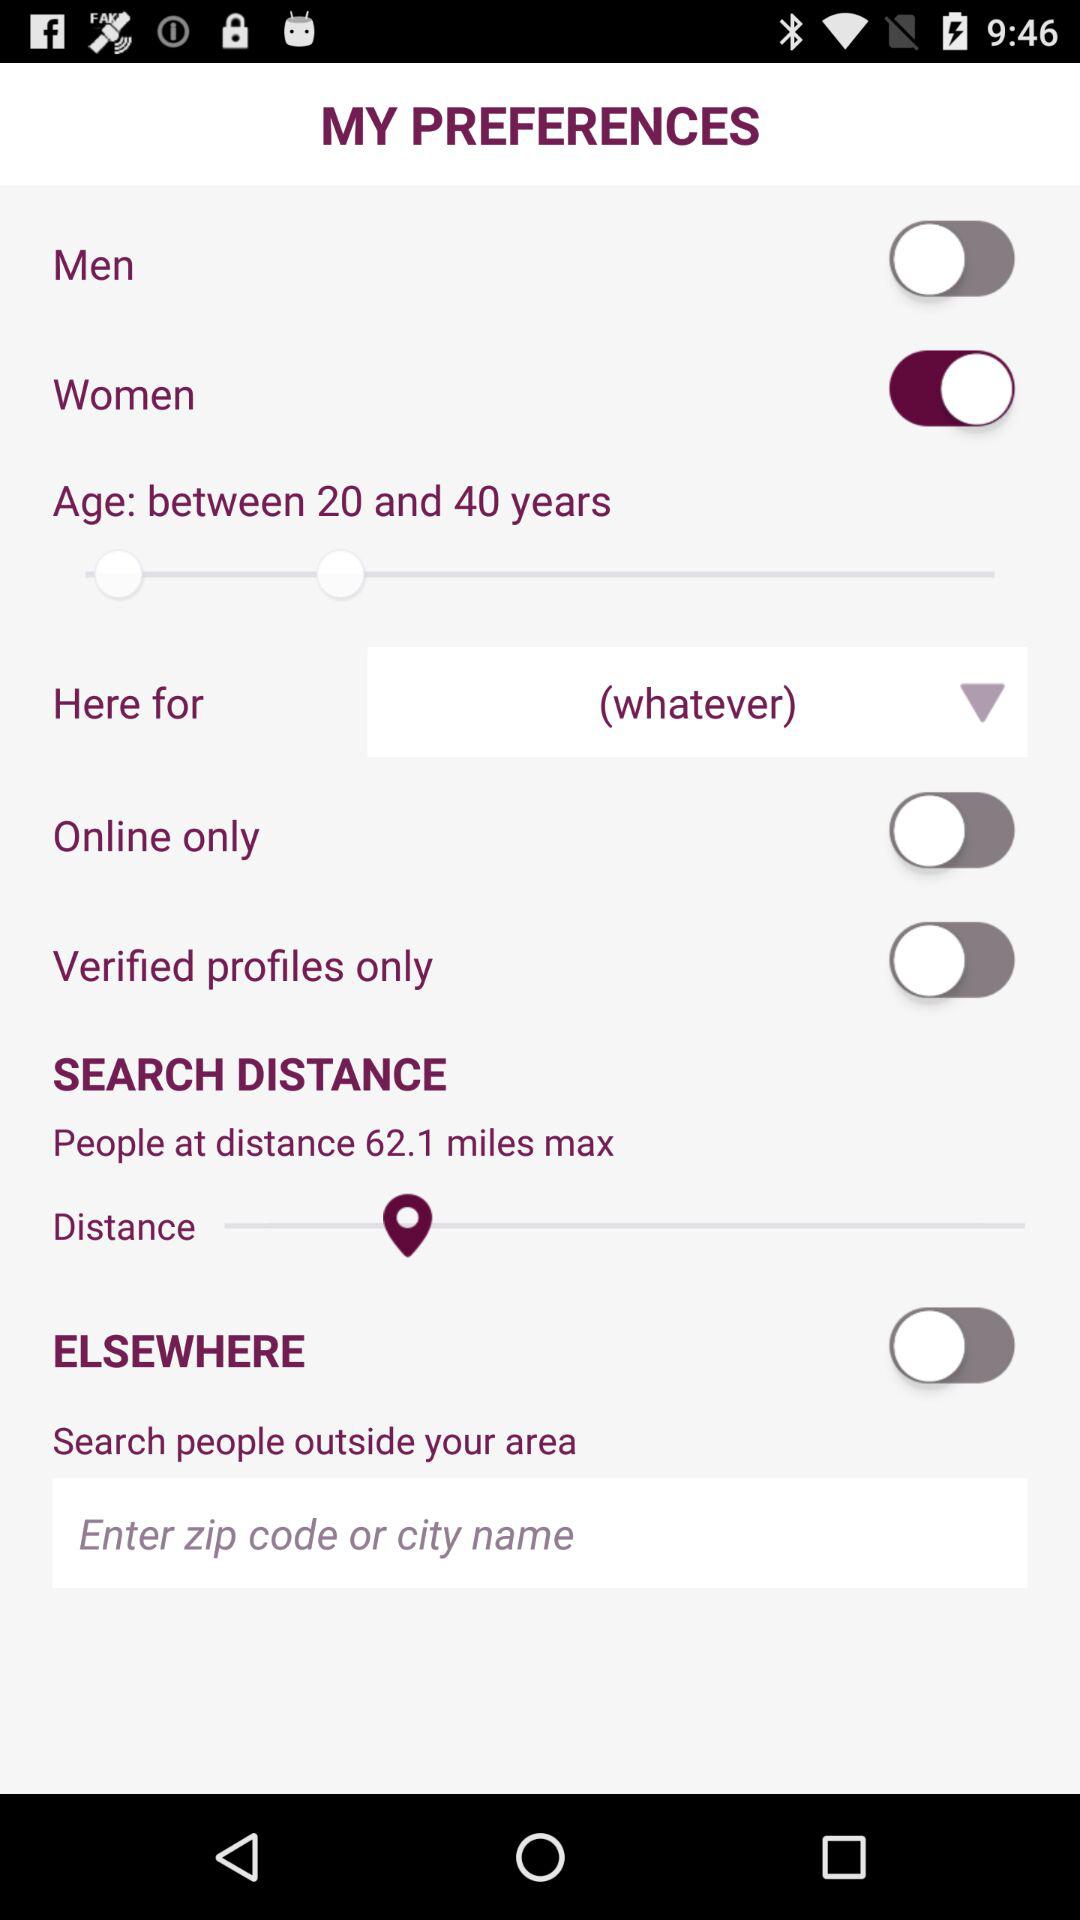 FAKE
9:46
MY PREFERENCES
Men
Women
Age: between 20 and 40 years
Here for
(whatever)
Online only
Verified profiles only
SEARCH DISTANCE
People at distance 62.1 miles max
Distance
ELSEWHERE
Search people outside your area
Enter zip code or city name